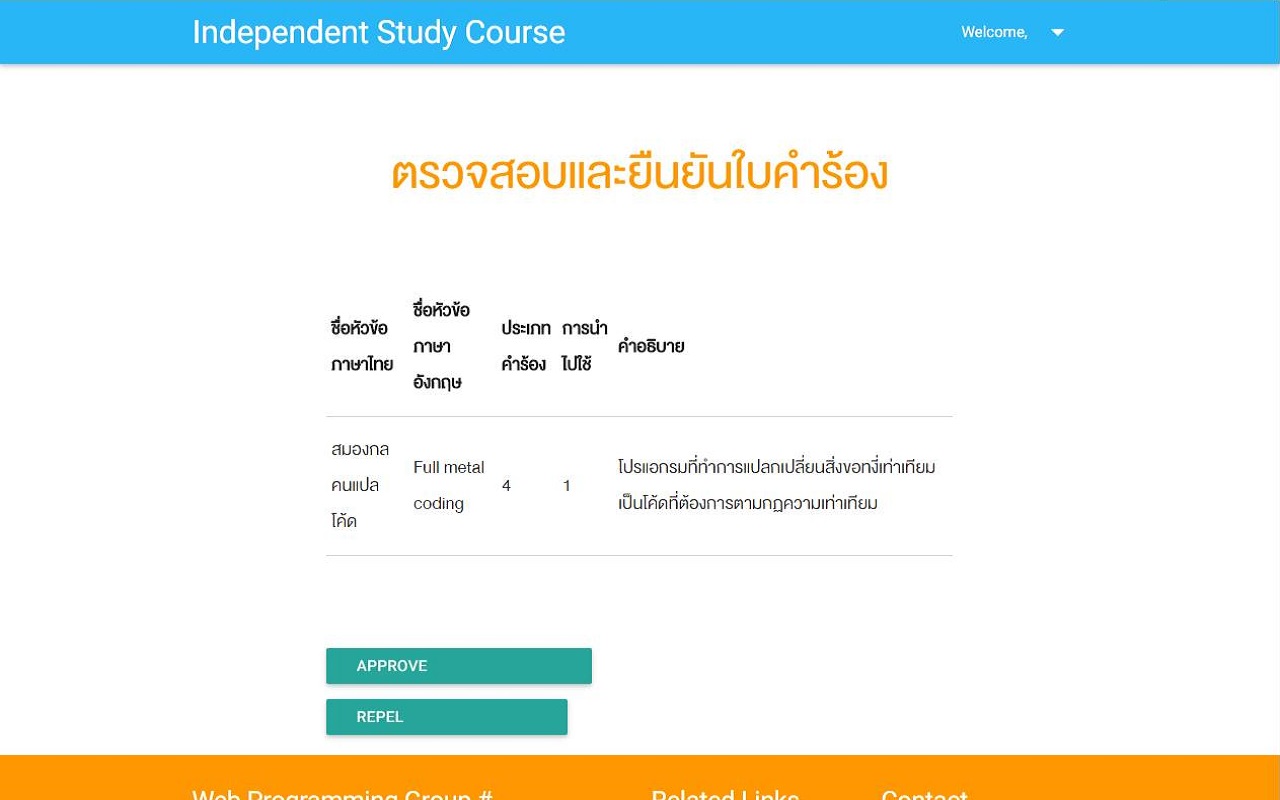 Independent Study Course
Welcome,
ตรวจสอบและยืนยันใบคำร้อง
ชื่อหัวข้อ
ภาษาไทย
ชื่อหัวข้อ
ภาษา
อังกฤษ
ประเภท
คำร้อง
การนำ
ไปใช้
คำอธิบาย
สมองกล
คนแปล
โค้ด
Full metal
coding
4
1
โปรแอกรมที่ทำการแปลกเปลี่ยนสิ่งขอทงี่เท่าเทียม
เป็นโค้ดที่ต้องการตามกฎความเท่าเทียม
APPROVE
REPEL
Web Programming Group #
Related Links
Contact